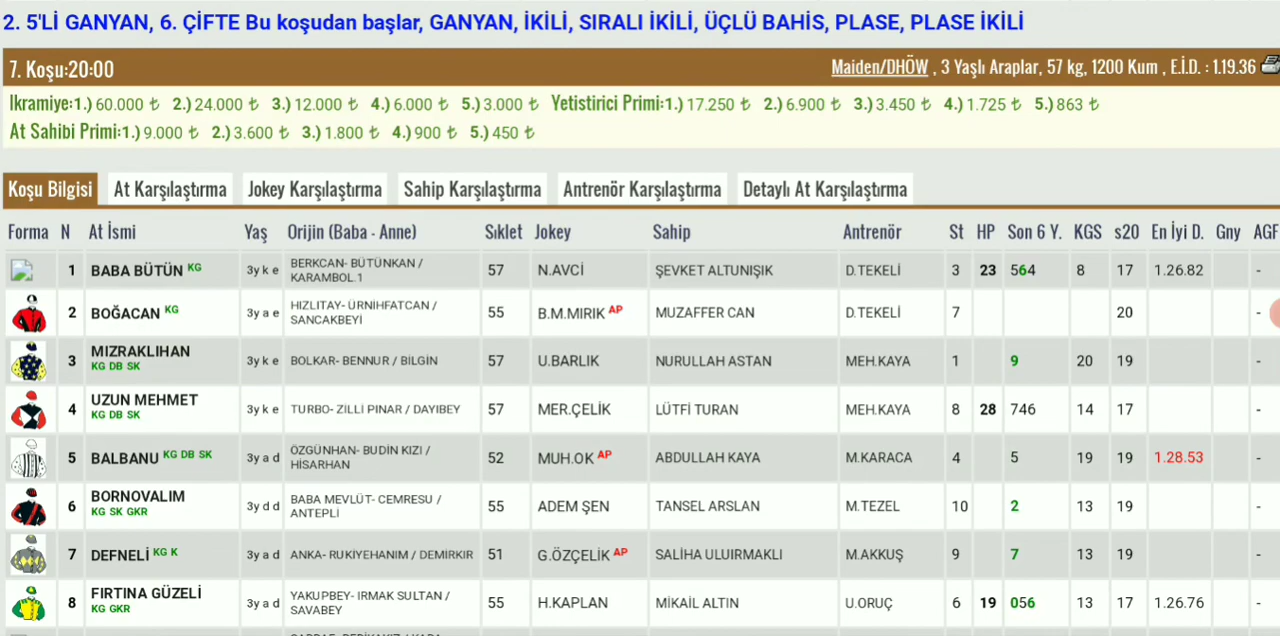 2. 5'Lİ GANYAN, 6. ÇİFTE Bu koşudan başlar, GANYAN, İKİLİ, SIRALI İKİLİ, ÜÇLÜ BAHİS, PLASE, PLASE İKİLİ
7. Koşu:20:00 Maiden/DHÖW , 3 Yaşlı Araplar, 57 kg, 1200 Kum , E.İ.D. : 1.19.36
Ikramiye:1.) 60.000 ₺ 2.) 24.000 ₺ 3.) 12.000 ₺ 4.) 6.000 ₺ 5.) 3.000 ₺ Yetistirici Primi:1.) 17.250 ₺ 2.) 6.900 ₺ 3.) 3.450 ₺ 4.) 1.725 ₺ 5.) 863 ₺
At Sahibi Primi:1.) 9.000 ₺ 2.) 3.600 ₺ 3.) 1.800 ₺ 4.) 900 ₺ 5.) 450 ₺
Koşu Bilgisi At Karşılaştırma Jokey Karşılaştırma Sahip Karşılaştırma Antrenör Karşılaştırma Detaylı At Karşılaştırma
Forma N At İsmi Yaş Orijin (Baba - Anne) Sıklet Jokey Sahip Antrenör St HP Son 6 Y. KGS s20 En İyi D. Gny AGF
1 BABA BÜTÜN KG 3y k e BERKCAN- BÜTÜNKAN / 57 N.AVCİ ŞEVKET ALTUNIŞIK D.TEKELİ 3 23 564 8 17 1.26.82 -
KARAMBOL.1
2 BOĞACAN KG 3y a e HIZLITAY- ÜRNİHFATCAN / 55 B.M.MIRIK AP MUZAFFER CAN D.TEKELİ 7 20 -
SANCAKBEYİ
3 MIZRAKLIHAN 3y k e BOLKAR- BENNUR / BİLGİN 57 U.BARLIK NURULLAH ASTAN MEH.KAYA 1 9 20 19 -
KG DB SK
4 UZUN MEHMET 3y k e TURBO- ZİLLİ PINAR / DAYIBEY 57 MER.ÇELİK LÜTFİ TURAN MEH.KAYA 8 28 746 14 17 -
KG DB SK
5 BALBANU KG DB SK 3y a d ÖZGÜNHAN- BUDİN KIZI / 52 MUH.OK AP ABDULLAH KAYA M.KARACA 4 5 19 19 1.28.53 -
HİSARHAN
6 BORNOVALIM 3y d d BABA MEVLÜT- CEMRESU / 55 ADEM ŞEN TANSEL ARSLAN M.TEZEL 10 2 13 19 -
KG SK GKR ANTEPLİ
7 DEFNELİ KG K 3y a d ANKA- RUKİYEHANIM / DEMİRKIR 51 G.ÖZÇELİK AP SALİHA ULUIRMAKLI M.AKKUŞ 9 7 13 19 -
8 FIRTINA GÜZELİ 3y a d YAKUPBEY- IRMAK SULTAN / 55 H.KAPLAN MİKAİL ALTIN U.ORUÇ 6 19 056 13 17 1.26.76 -
KG GKR SAVABEY